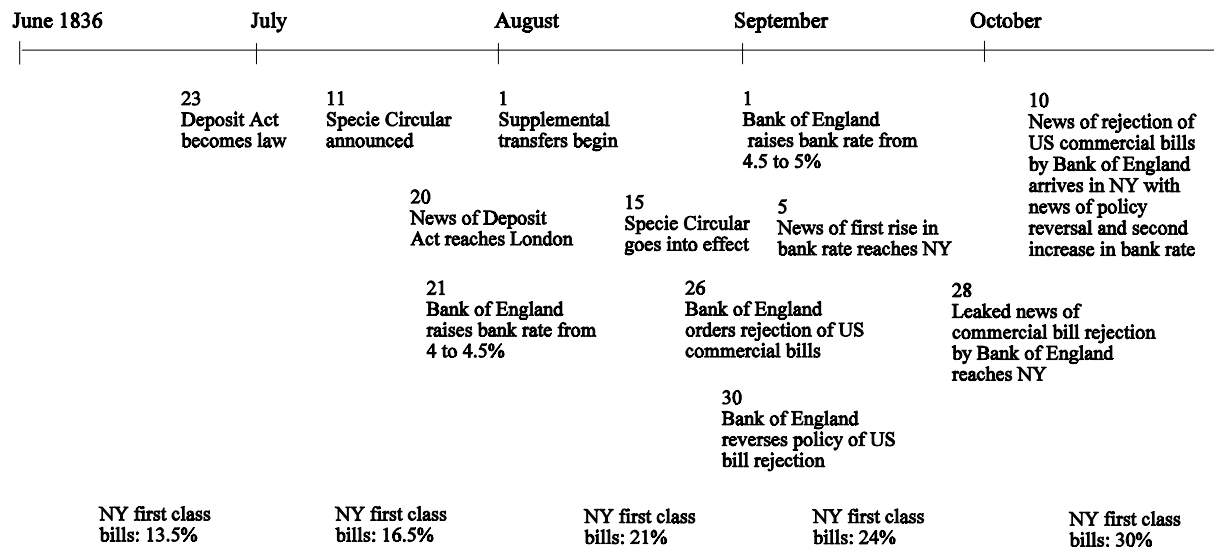 June 1836
July
August
September
October
23
Deposit Act
becomes law
11
Specie Circular
announced
1
Supplemental
transfers begin
1
Bank of England
raises bank rate from
4.5 to 5%
10
News of rejection of
US commercial bills
by Bank of England
arrives in NY with
news of policy
reversal and second
increase in bank rate
20
News of Deposit
Act reaches London
15
Specie Circular
goes into effect
5
News of first rise in
bank rate reaches NY
21
Bank of England
raises bank rate from
4 to 4.5%
26
Bank of England
orders rejection of US
commercial bills
28
Leaked news of
commercial bill rejection
by Bank of England
reaches NY
30
Bank of England
reverses policy of US
bill rejection
NY first class
bills: 13.5%
NY first class
bills: 16.5%
NY first class
bills: 21%
NY first class
bills: 24%
NY first class
bills: 30%